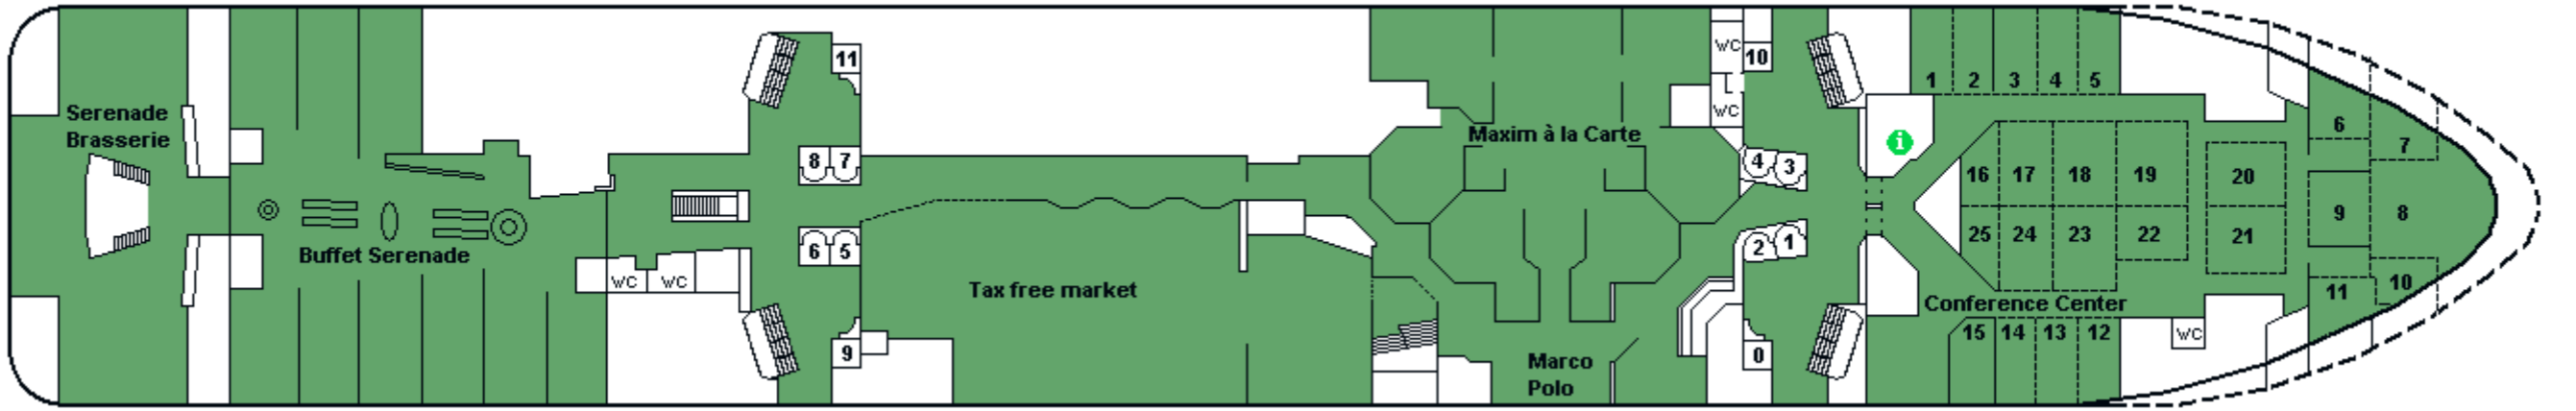 11
WC
10
1 2 3 4 5
Serenade
Brasserie
WC
6
Maxim à la Carte
i
7
8 7
4 3
16 17 18 19
20
9 8
Buffet Serenade
6 5
2 1
25 24 23 22
21
WC WC
Tax free market
11 10
Conference Center
15 14 13 12
WC
9
0
Marco
Polo